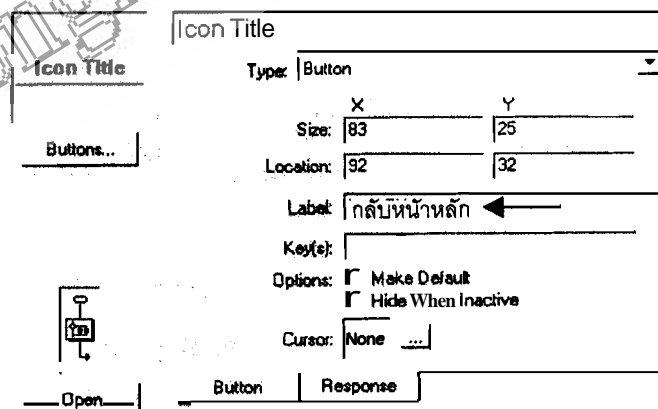 Icon Title
Icon Title
Type: Button
X Y
Size: 83 25
Buttons...
Location: 92 32
Label: กลับหน้าหลัก
Key(s):
Options: Make Default
Hide When Inactive
Cursor: None ...
Open
Button Response